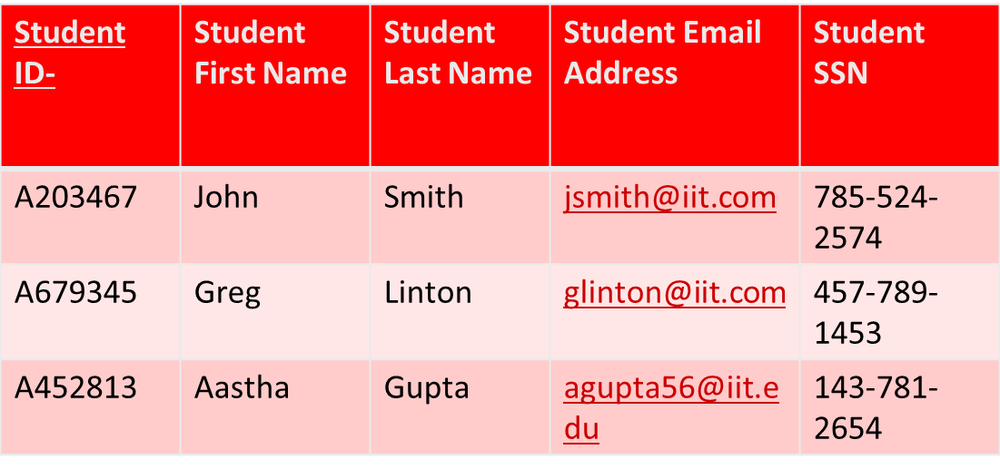 Student ID-
Student First Name
Student Last Name
Student Email Address
Student SSN
A203467 John Smith jsmith@iit.com 785-524-2574
A679345 Greg Linton glinton@iit.com 457-789-1453
A452813 Aastha Gupta agupta56@iit.edu 143-781-2654